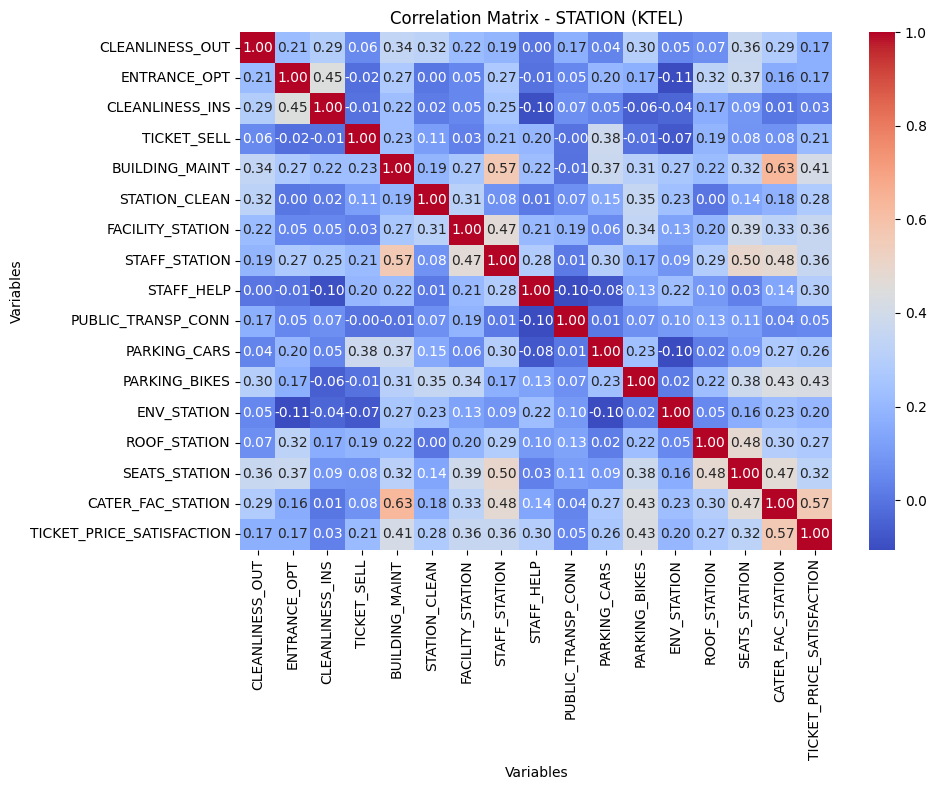 Correlation Matrix - STATION (KTEL)
CLEANLINESS_OUT 1.00 0.21 0.29 0.06 0.34 0.32 0.22 0.19 0.00 0.17 0.04 0.30 0.05 0.07 0.36 0.29 0.17
ENTRANCE_OPT 0.21 1.00 0.45 -0.02 0.27 0.00 0.05 0.27 -0.01 0.05 0.20 0.17 -0.11 0.32 0.37 0.16 0.17
CLEANLINESS_INS 0.29 0.45 1.00 -0.01 0.22 0.02 0.05 0.25 -0.10 0.07 0.05 -0.06 -0.04 0.17 0.09 0.01 0.03
TICKET_SELL 0.06 -0.02 -0.01 1.00 0.23 0.11 0.03 0.21 0.20 -0.00 0.38 -0.01 -0.07 0.19 0.08 0.08 0.21
BUILDING_MAINT 0.34 0.27 0.22 0.23 1.00 0.19 0.27 0.57 0.22 -0.01 0.37 0.31 0.27 0.22 0.32 0.63 0.41
STATION_CLEAN 0.32 0.00 0.02 0.11 0.19 1.00 0.31 0.08 0.01 0.07 0.15 0.35 0.23 0.00 0.14 0.18 0.28
FACILITY_STATION 0.22 0.05 0.05 0.03 0.27 0.31 1.00 0.47 0.21 0.19 0.06 0.34 0.13 0.20 0.39 0.33 0.36
STAFF_STATION 0.19 0.27 0.25 0.21 0.57 0.08 0.47 1.00 0.28 0.01 0.30 0.17 0.09 0.29 0.50 0.48 0.36
STAFF_HELP 0.00 -0.01 -0.10 0.20 0.22 0.01 0.21 0.28 1.00 -0.10 -0.08 0.13 0.22 0.10 0.03 0.14 0.30
PUBLIC_TRANSP_CONN 0.17 0.05 0.07 -0.00 -0.01 0.07 0.19 0.01 -0.10 1.00 0.01 0.07 0.10 0.13 0.11 0.04 0.05
PARKING_CARS 0.04 0.20 0.05 0.38 0.37 0.15 0.06 0.30 -0.08 0.01 1.00 0.23 -0.10 0.02 0.09 0.27 0.26
PARKING_BIKES 0.30 0.17 -0.06 -0.01 0.31 0.35 0.34 0.17 0.13 0.07 0.23 1.00 0.02 0.22 0.38 0.43 0.43
ENV_STATION 0.05 -0.11 -0.04 -0.07 0.27 0.23 0.13 0.09 0.22 0.10 -0.10 0.02 1.00 0.05 0.16 0.23 0.20
ROOF_STATION 0.07 0.32 0.17 0.19 0.22 0.00 0.20 0.29 0.10 0.13 0.02 0.22 0.05 1.00 0.48 0.30 0.27
SEATS_STATION 0.36 0.37 0.09 0.08 0.32 0.14 0.39 0.50 0.03 0.11 0.09 0.38 0.16 0.48 1.00 0.47 0.32
CATER_FAC_STATION 0.29 0.16 0.01 0.08 0.63 0.18 0.33 0.48 0.14 0.04 0.27 0.43 0.23 0.30 0.47 1.00 0.57
TICKET_PRICE_SATISFACTION 0.17 0.17 0.03 0.21 0.41 0.28 0.36 0.36 0.30 0.05 0.26 0.43 0.20 0.27 0.32 0.57 1.00
Variables
CLEANLINESS_OUT
ENTRANCE_OPT
CLEANLINESS_INS
TICKET_SELL
BUILDING_MAINT
STATION_CLEAN
FACILITY_STATION
STAFF_STATION
STAFF_HELP
PUBLIC_TRANSP_CONN
PARKING_CARS
PARKING_BIKES
ENV_STATION
ROOF_STATION
SEATS_STATION
CATER_FAC_STATION
TICKET_PRICE_SATISFACTION
Variables
1.0
0.8
0.6
0.4
0.2
0.0